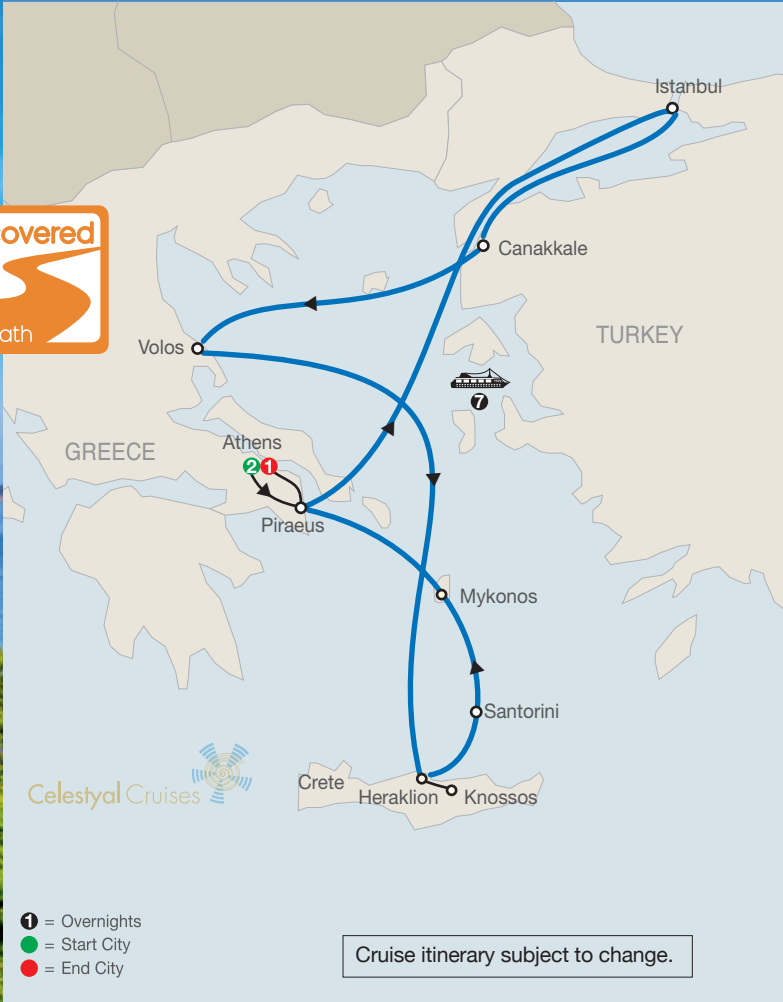 Istanbul
overed
Canakkale
ath
Volos
TURKEY
7
GREECE
Athens
2 1
Piraeus
Mykonos
Santorini
Crete
Heraklion
Knossos
Celestyal Cruises
1 = Overnights
= Start City
= End City
Cruise itinerary subject to change.